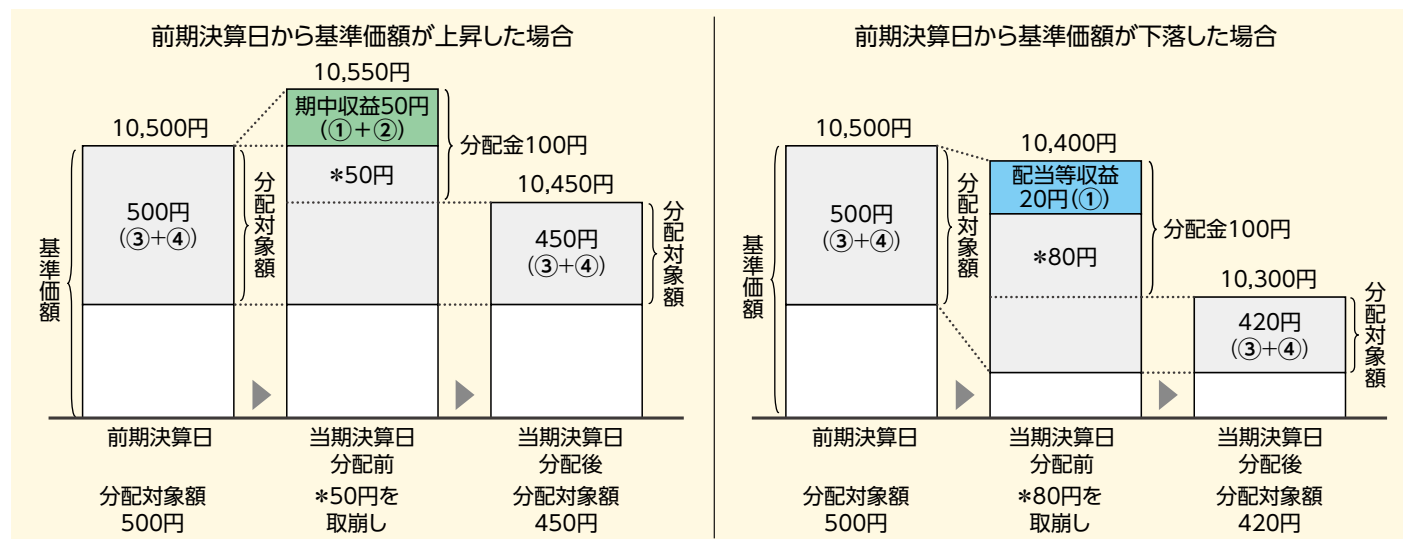 前期決算日から基準価額が上昇した場合
10,500円
500円
(③+④)
基準価額
分配対象額
10,550円
期中収益50円
(①+②)
*50円
分配金100円
10,450円
450円
(③+④)
分配対象額
前期決算日
当期決算日
分配前
当期決算日
分配後
分配対象額
500円
*50円を
取崩し
分配対象額
450円
前期決算日から基準価額が下落した場合
10,500円
500円
(③+④)
基準価額
分配対象額
10,400円
配当等収益
20円(①)
*80円
分配金100円
10,300円
420円
(③+④)
分配対象額
前期決算日
当期決算日
分配前
当期決算日
分配後
分配対象額
500円
*80円を
取崩し
分配対象額
420円